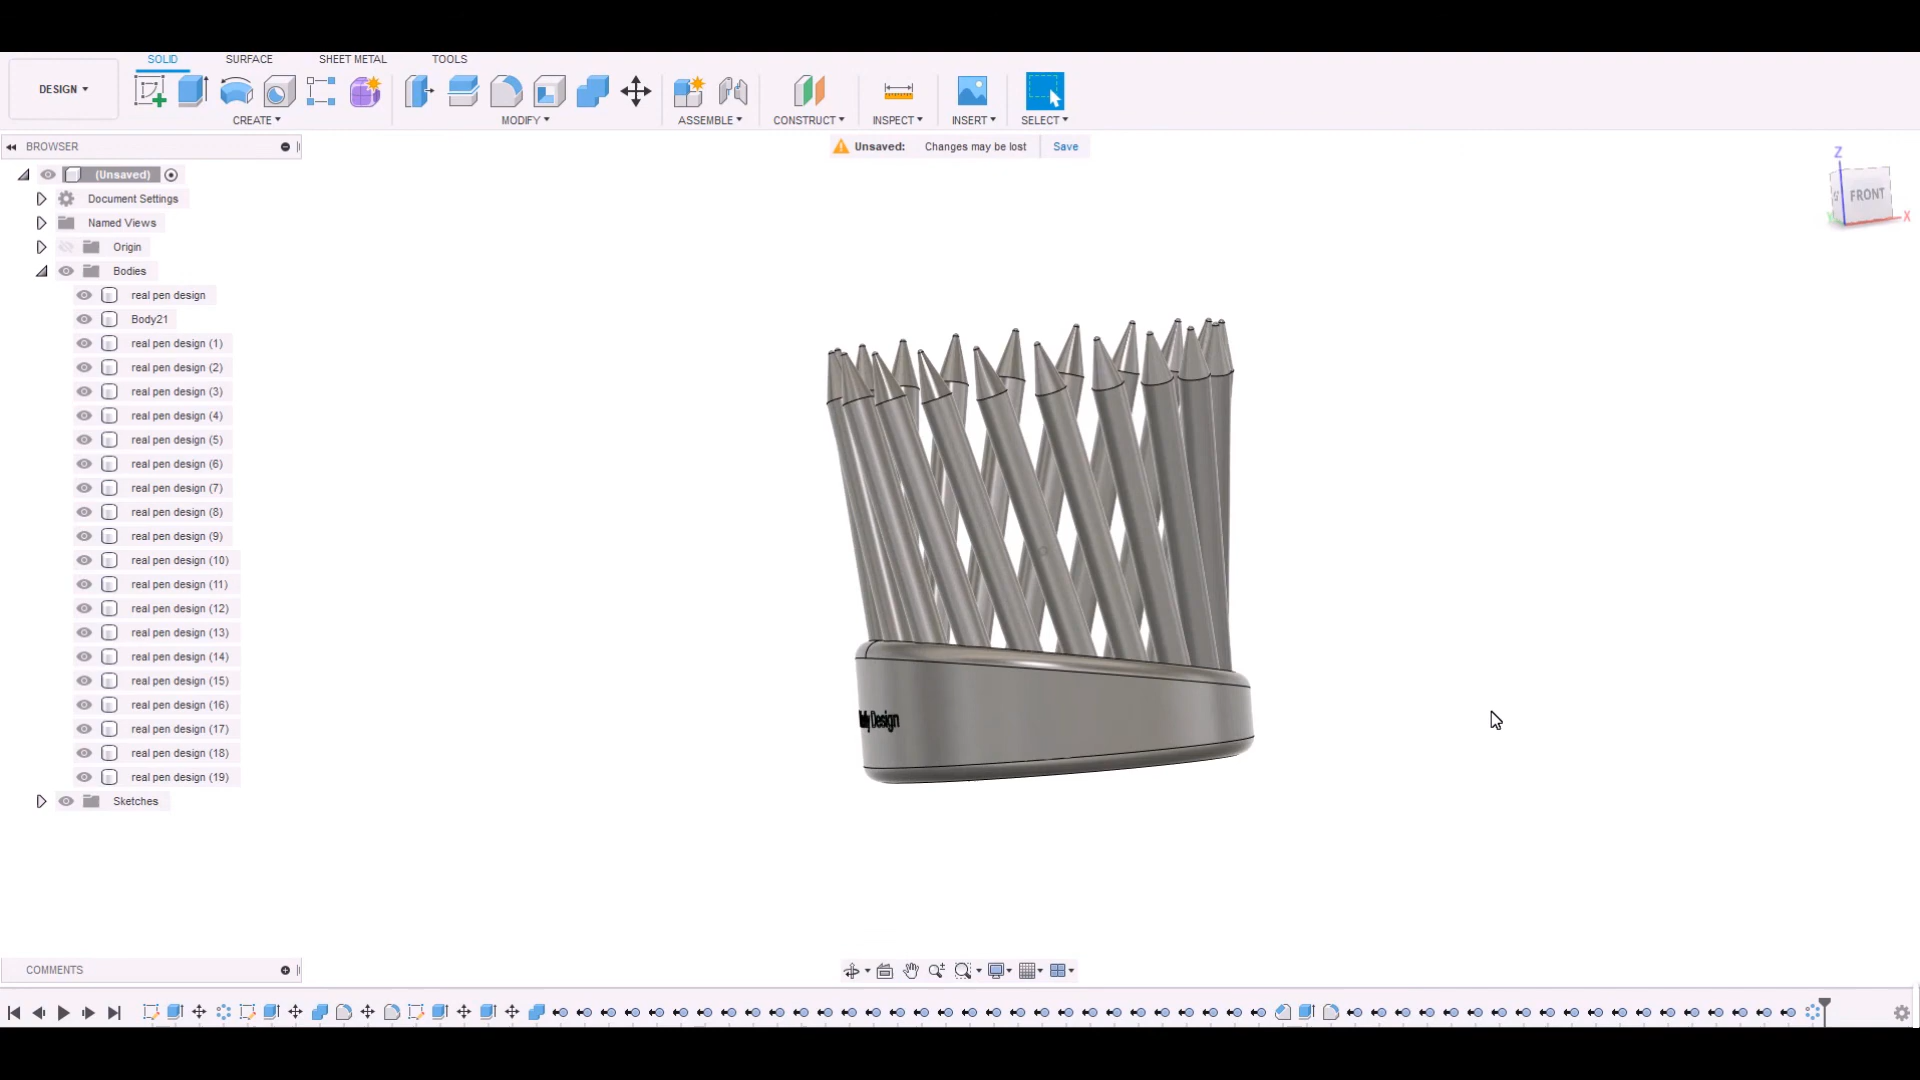 SOLID SURFACE SHEET METAL TOOLS
DESIGN
CREATE MODIFY ASSEMBLE CONSTRUCT INSPECT INSERT SELECT
BROWSER
Unsaved: Changes may be lost Save
(Unsaved)
Document Settings
Named Views
Origin
Bodies
real pen design
Body21
real pen design (1)
real pen design (2)
real pen design (3)
real pen design (4)
real pen design (5)
real pen design (6)
real pen design (7)
real pen design (8)
real pen design (9)
real pen design (10)
real pen design (11)
real pen design (12)
real pen design (13)
real pen design (14)
real pen design (15)
real pen design (16)
real pen design (17)
real pen design (18)
real pen design (19)
Sketches
Z
FRONT
X
Design
COMMENTS